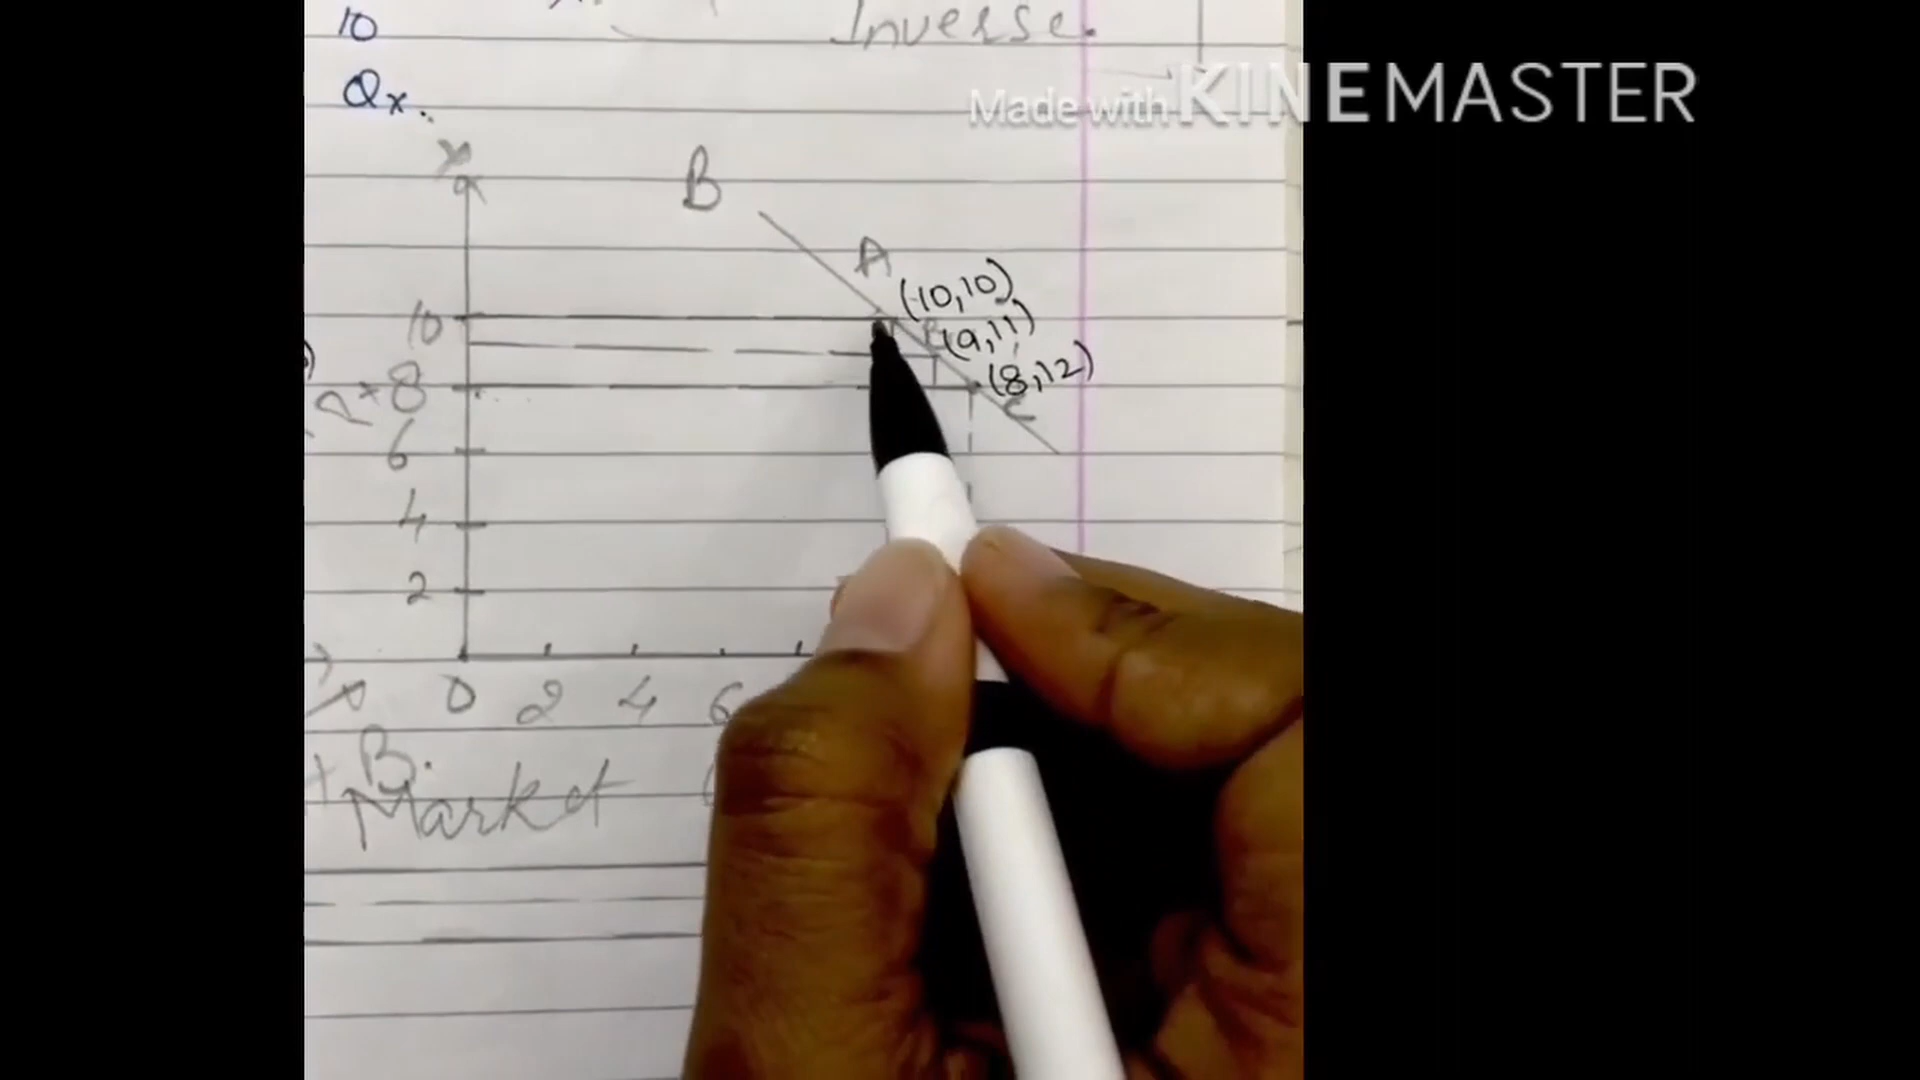 10
Inverse.
Made with KINEMASTER
Qx.
B
A
(10,10)
10
B (9,11)
8
(8,12)
C
6
4
2
0 2 4 6
B.
Market